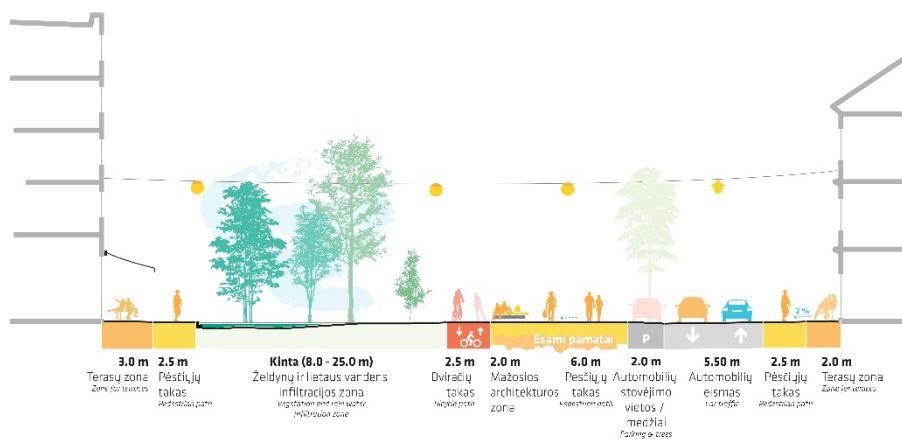 2 %
Esami pamatai
P
3.0 m
Terasų zona
Zone for terraces
2.5 m
Pėsčiųjų
takas
Pedestrian path
Kinta (8.0 - 25.0 m)
Želdynų ir lietaus vandens
infiltracijos zona
Vegetation and rain water
infiltration zone
2.5 m
Dviračių
takas
Bicycle path
2.0 m
Mažosios
architektūros
zona
6.0 m
Pėsčiųjų
takas
Pedestrian path
2.0 m
Automobilių
stovėjimo
vietos /
medžiai
Parking & trees
5.50 m
Automobilių
eismas
Car traffic
2.5 m
Pėsčiųjų
takas
Pedestrian path
2.0 m
Terasų zona
Zone for terraces